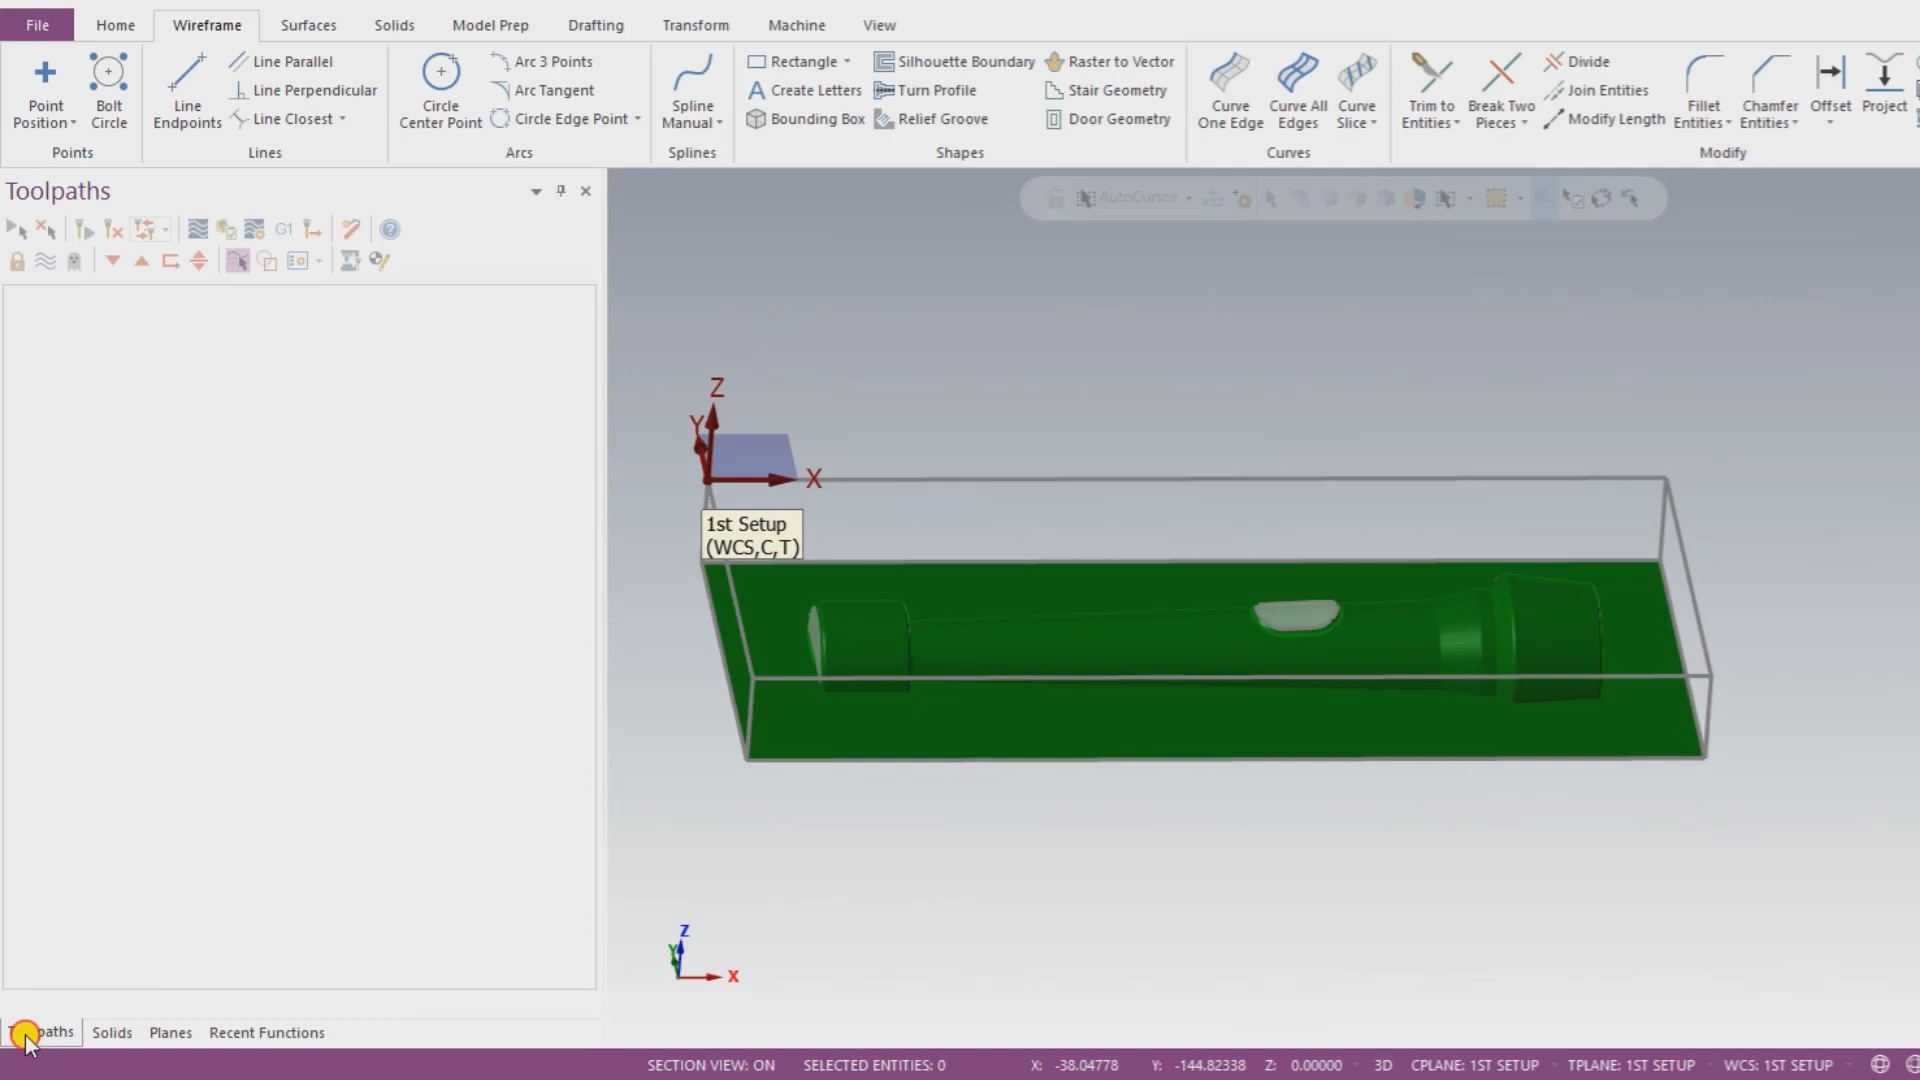 File Home Wireframe Surfaces Solids Model Prep Drafting Transform Machine View
Point Position
Bolt Circle
Points
Line Endpoints
Line Parallel
Line Perpendicular
Line Closest
Lines
Circle Center Point
Arc 3 Points
Arc Tangent
Circle Edge Point
Arcs
Spline Manual
Splines
Rectangle
Create Letters
Bounding Box
Silhouette Boundary
Turn Profile
Relief Groove
Raster to Vector
Stair Geometry
Door Geometry
Shapes
Curve One Edge
Curve All Edges
Curve Slice
Curves
Trim to Entities
Break Two Pieces
Divide
Join Entities
Modify Length
Fillet Entities
Chamfer Entities
Offset
Project
Modify
Toolpaths
G1
AutoCursor
XYZ
Z
Y
X
1st Setup
(WCS,C,T)
Z
Y
X
paths Solids Planes Recent Functions
SECTION VIEW: ON SELECTED ENTITIES: 0 X: -38.04778 Y: -144.82338 Z: 0.00000 3D CPLANE: 1ST SETUP TPLANE: 1ST SETUP WCS: 1ST SETUP